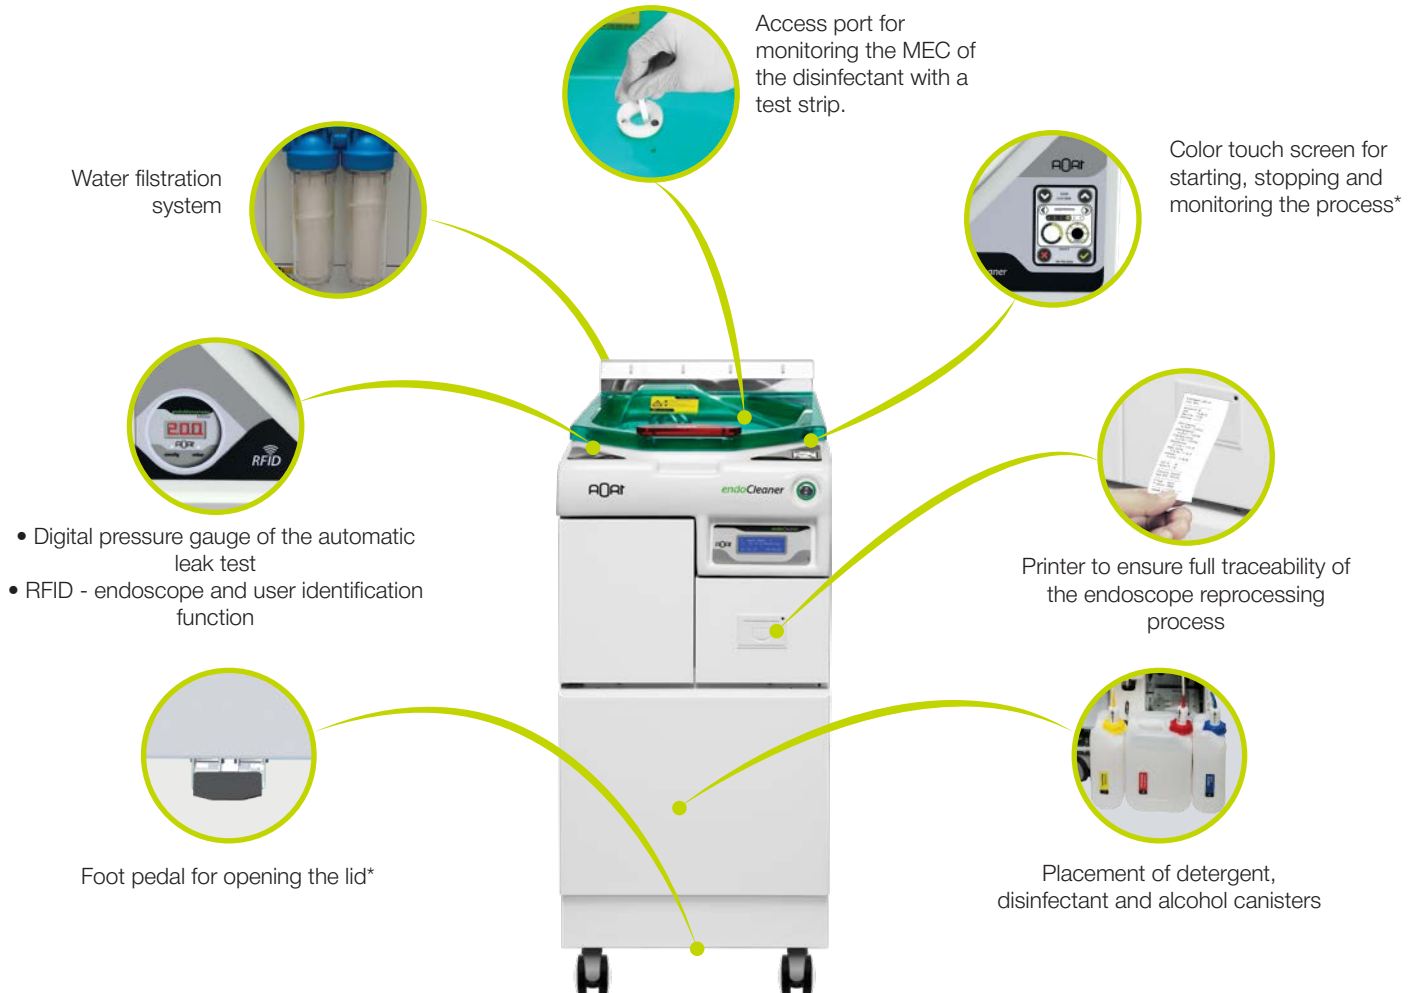 Access port for
monitoring the MEC of
the disinfectant with a
test strip.
Water filstration
system
Color touch screen for
starting, stopping and
monitoring the process*
RFID
• Digital pressure gauge of the automatic
leak test
• RFID - endoscope and user identification
function
endoCleaner
Printer to ensure full traceability of
the endoscope reprocessing
process
Foot pedal for opening the lid*
Placement of detergent,
disinfectant and alcohol canisters